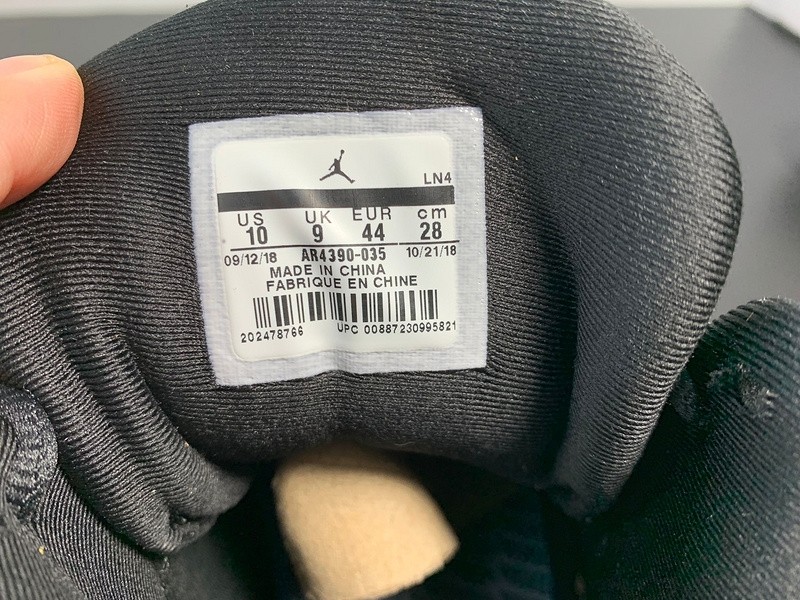 LN4
US UK EUR cm
10 9 44 28
09/12/18 AR4390-035 10/21/18
MADE IN CHINA
FABRIQUE EN CHINE
202478766 UPC 00887230995821